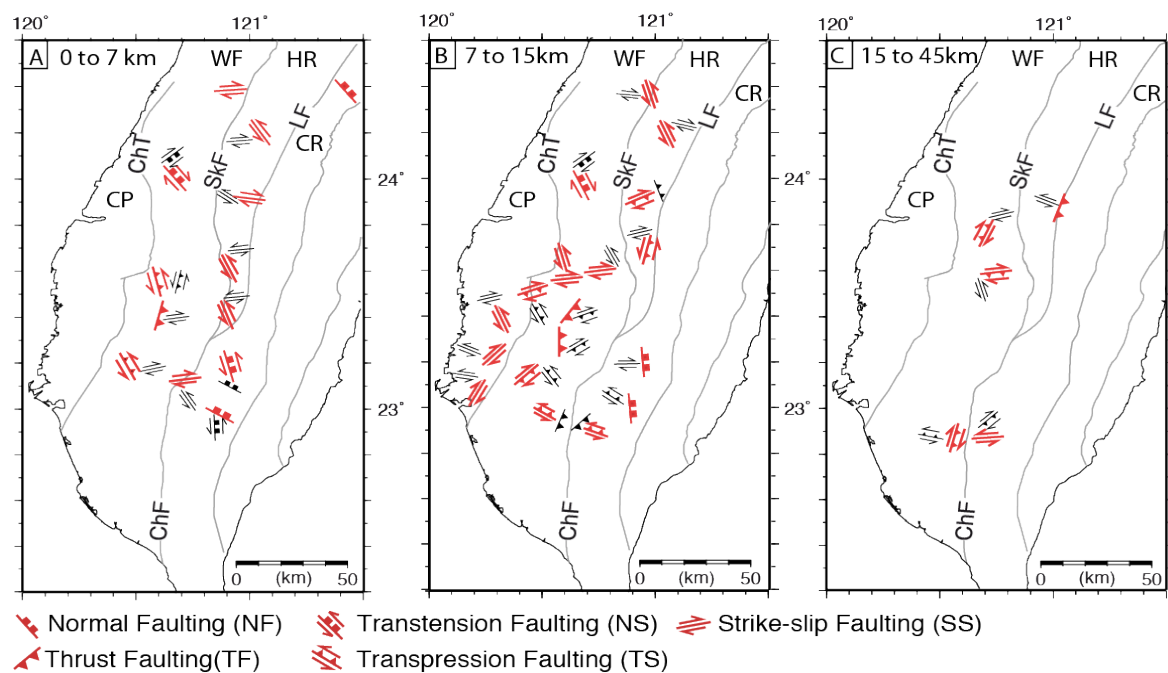 120° 121° 120° 121° 121°
A 0 to 7 km WF HR
B 7 to 15km WF HR
C 15 to 45km WF HR
LF CR ChT SkF CP ChF
24°
23°
CR LF ChT SkF CP ChF
24°
23°
CR LF ChT SkF CP ChF
0 (km) 50
0 (km) 50
0 (km) 50
Normal Faulting (NF) Transtension Faulting (NS) Strike-slip Faulting (SS)
Thrust Faulting(TF) Transpression Faulting (TS)